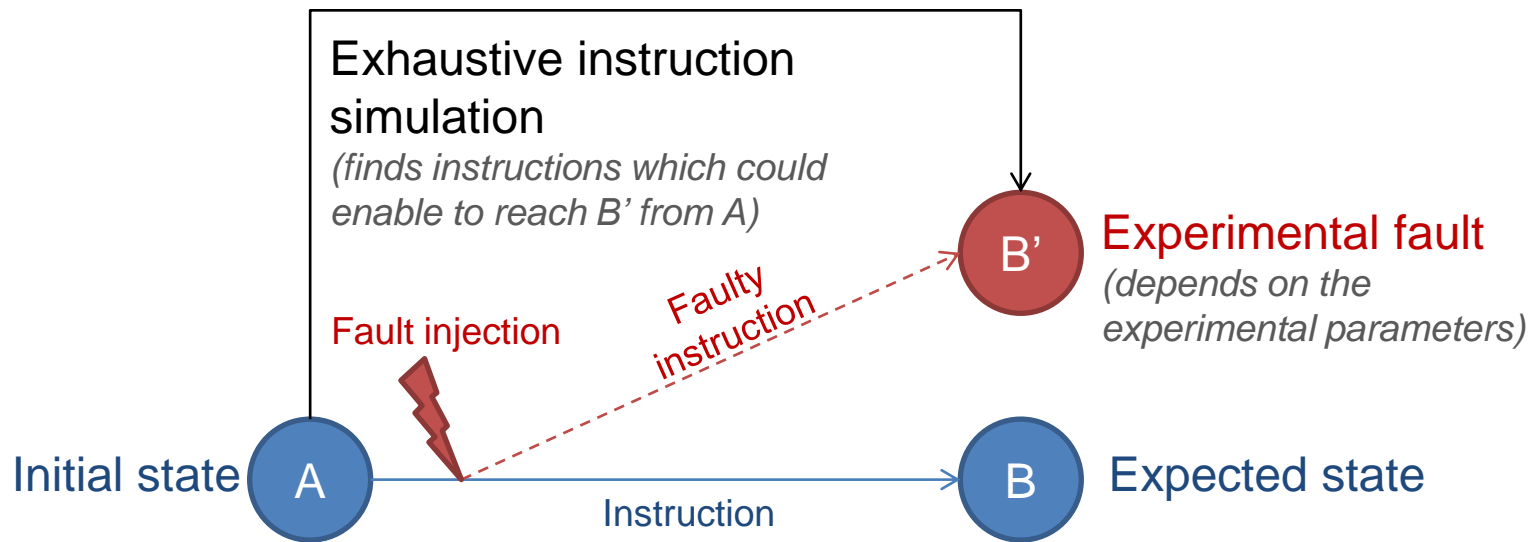 Exhaustive instruction
simulation
(finds instructions which could
enable to reach B’ from A)
B’
Experimental fault
(depends on the
experimental parameters)
Faulty
instruction
Fault injection
Initial state
A
Instruction
B
Expected state